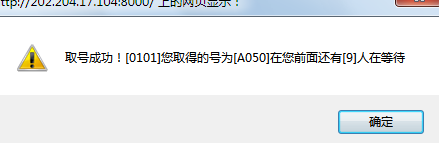 ttp://202.204.17.104:8000/ 上的网页显示：
取号成功！[0101]您取得的号为[A050]在您前面还有[9]人在等待
确定